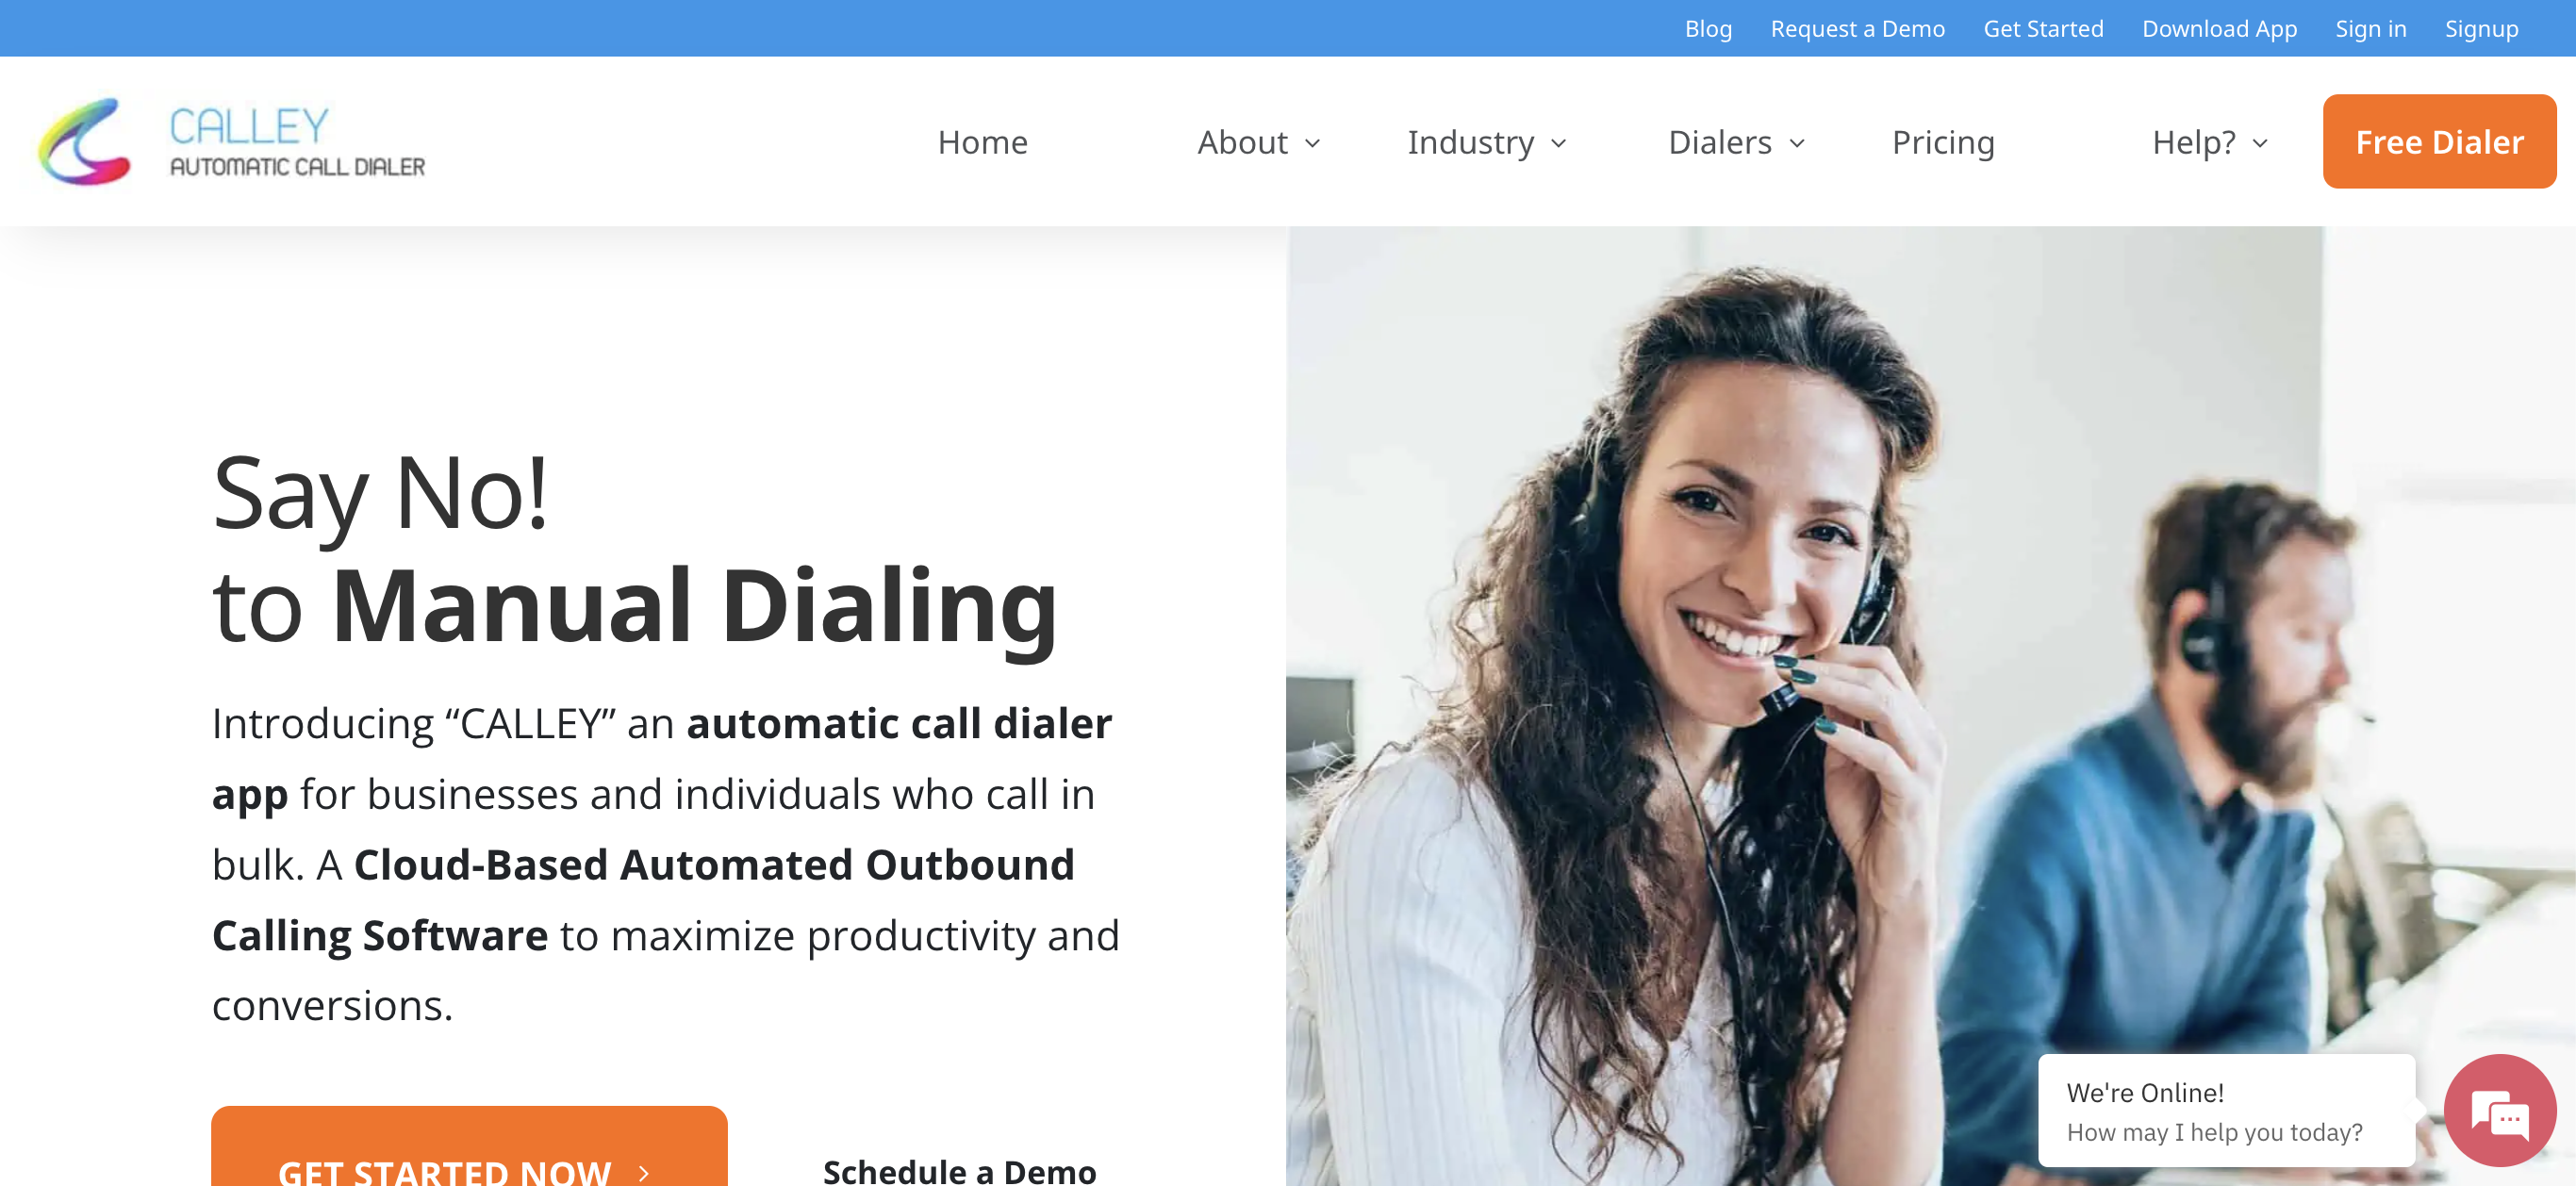 Blog Request a Demo Get Started Download App Sign in Signup
CALLEY
AUTOMATIC CALL DIALER
Home About Industry Dialers Pricing Help? Free Dialer
Say No!
to Manual Dialing
Introducing “CALLEY” an automatic call dialer
app for businesses and individuals who call in
bulk. A Cloud-Based Automated Outbound
Calling Software to maximize productivity and
conversions.
GET STARTED NOW
Schedule a Demo
We're Online!
How may I help you today?